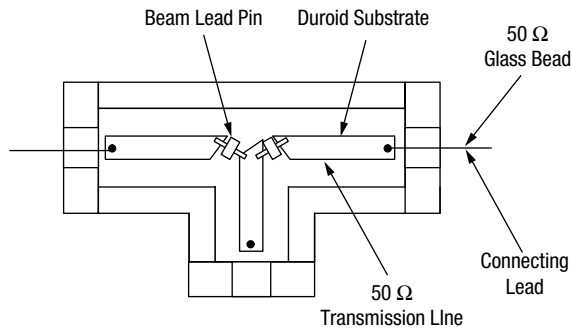 Beam Lead Pin
Duroid Substrate
50 Ω
Glass Bead
Connecting
Lead
50 Ω
Transmission LIne